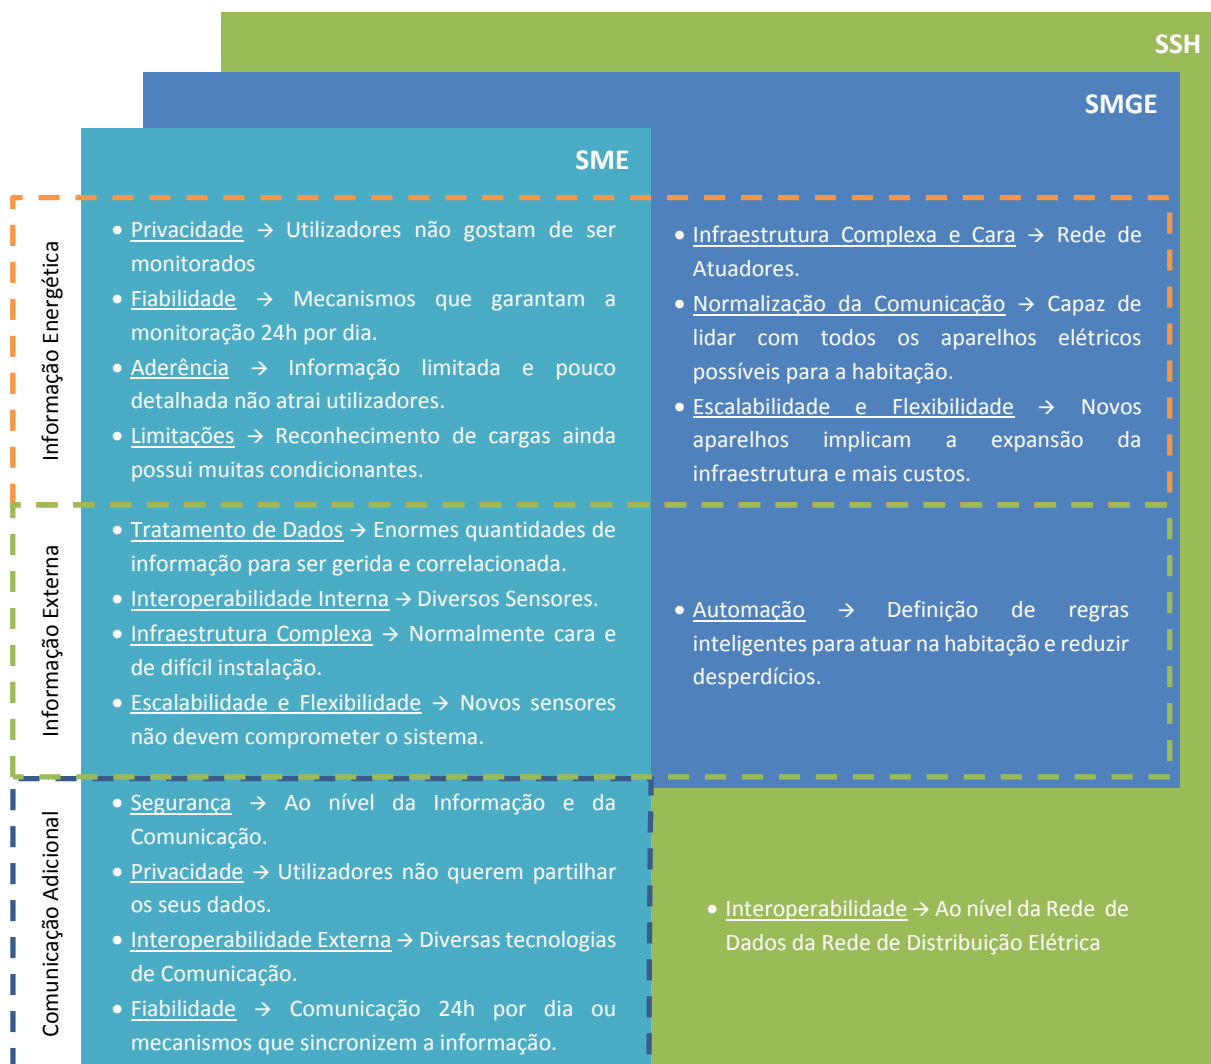 SSH
SMGE
SME
Informação Energética
• Privacidade → Utilizadores não gostam de ser
monitorados
• Fiabilidade → Mecanismos que garantam a
monitoração 24h por dia.
• Aderência → Informação limitada e pouco
detalhada não atrai utilizadores.
• Limitações → Reconhecimento de cargas ainda
possui muitas condicionantes.
• Infraestrutura Complexa e Cara → Rede de
Atuadores.
• Normalização da Comunicação → Capaz de
lidar com todos os aparelhos elétricos
possíveis para a habitação.
• Escalabilidade e Flexibilidade → Novos
aparelhos implicam a expansão da
infraestrutura e mais custos.
Informação Externa
• Tratamento de Dados → Enormes quantidades de
informação para ser gerida e correlacionada.
• Interoperabilidade Interna → Diversos Sensores.
• Infraestrutura Complexa → Normalmente cara e
de difícil instalação.
• Escalabilidade e Flexibilidade → Novos sensores
não devem comprometer o sistema.
• Automação → Definição de regras
inteligentes para atuar na habitação e reduzir
desperdícios.
Comunicação Adicional
• Segurança → Ao nível da Informação e da
Comunicação.
• Privacidade → Utilizadores não querem partilhar
os seus dados.
• Interoperabilidade Externa → Diversas tecnologias
de Comunicação.
• Fiabilidade → Comunicação 24h por dia ou
mecanismos que sincronizem a informação.
• Interoperabilidade → Ao nível da Rede de
Dados da Rede de Distribuição Elétrica